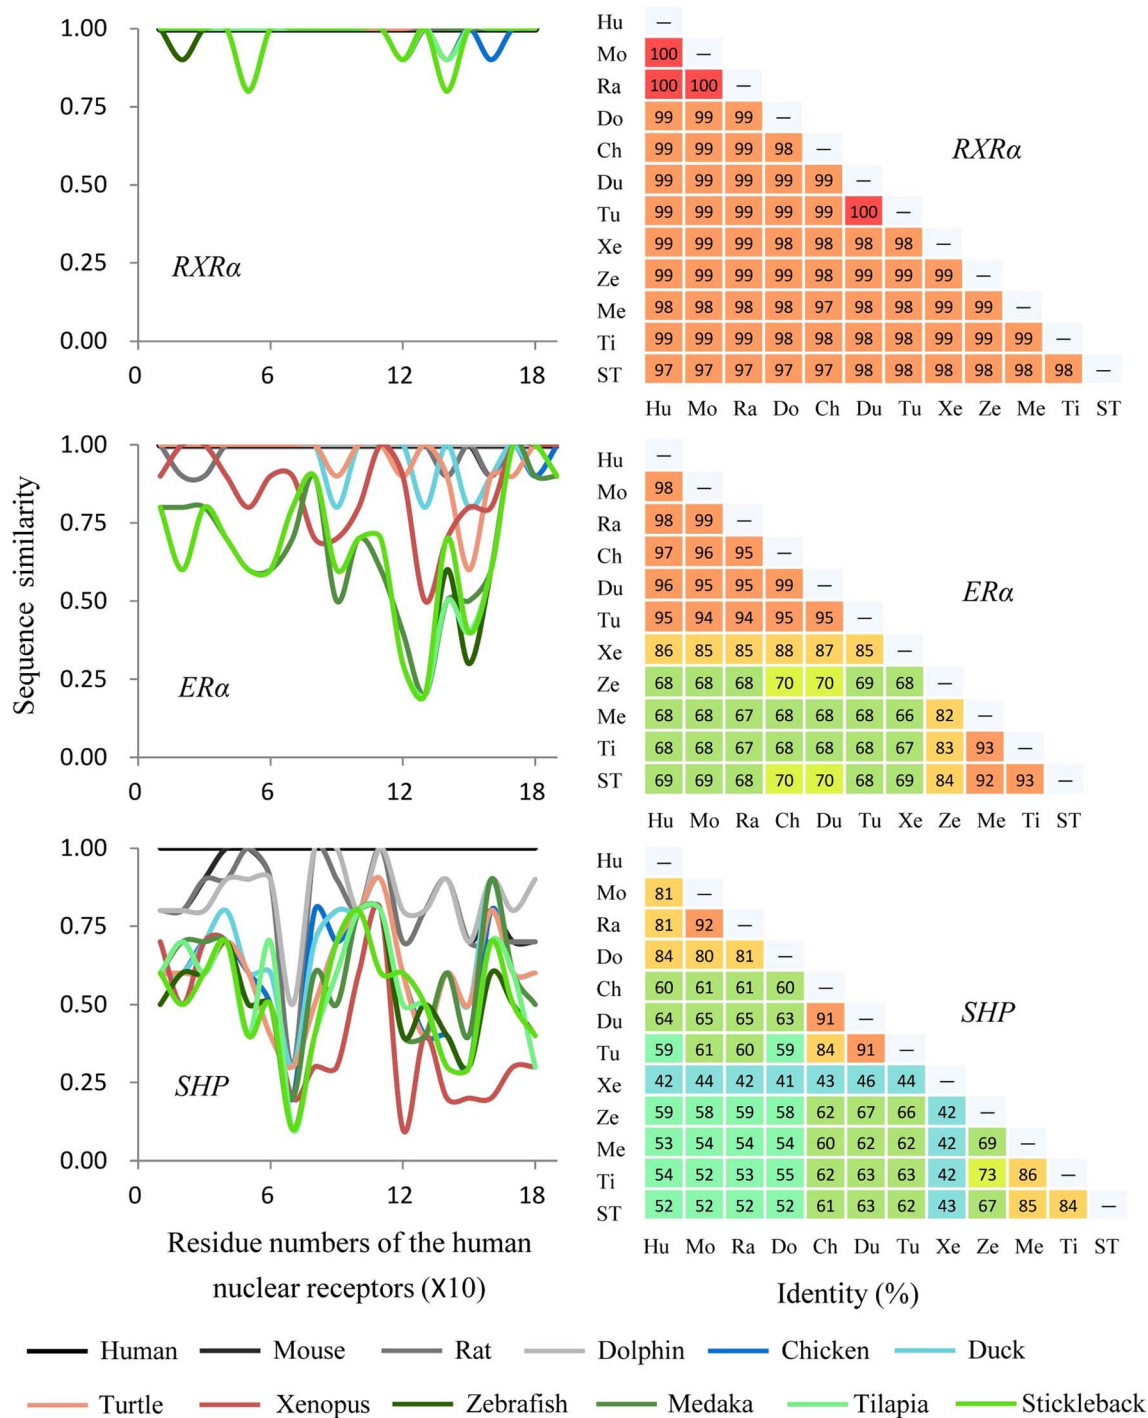 Sequence similarity
1.00
0.75
0.50
0.25
0.00
0 6 12 18
RXRα
Hu —
Mo 100 —
Ra 100 100 —
Do 99 99 99 —
Ch 99 99 99 98 —
Du 99 99 99 99 99 —
Tu 99 99 99 99 99 100 —
Xe 99 99 99 98 98 98 98 —
Ze 99 99 99 99 98 99 99 99 —
Me 98 98 98 98 97 98 98 99 99 —
Ti 99 99 99 98 98 98 98 99 99 99 —
ST 97 97 97 97 97 98 98 98 98 98 98 —
Hu Mo Ra Do Ch Du Tu Xe Ze Me Ti ST
RXRα
1.00
0.75
0.50
0.25
0.00
0 6 12 18
ERα
Hu —
Mo 98 —
Ra 98 99 —
Ch 97 96 95 —
Du 96 95 95 99 —
Tu 95 94 94 95 95 —
Xe 86 85 85 88 87 85 —
Ze 68 68 68 70 70 69 68 —
Me 68 68 67 68 68 68 66 82 —
Ti 68 68 67 68 68 68 67 83 93 —
ST 69 69 68 70 70 68 69 84 92 93 —
Hu Mo Ra Ch Du Tu Xe Ze Me Ti ST
ERα
1.00
0.75
0.50
0.25
0.00
0 6 12 18
SHP
Residue numbers of the human
nuclear receptors (X10)
Hu —
Mo 81 —
Ra 81 92 —
Do 84 80 81 —
Ch 60 61 61 60 —
Du 64 65 65 63 91 —
Tu 59 61 60 59 84 91 —
Xe 42 44 42 41 43 46 44 —
Ze 59 58 59 58 62 67 66 42 —
Me 53 54 54 54 60 62 62 42 69 —
Ti 54 52 53 55 62 63 63 42 73 86 —
ST 52 52 52 52 61 63 62 43 67 85 84 —
Hu Mo Ra Do Ch Du Tu Xe Ze Me Ti ST
SHP
Identity (%)
Human Mouse Rat Dolphin Chicken Duck
Turtle Xenopus Zebrafish Medaka Tilapia Stickleback